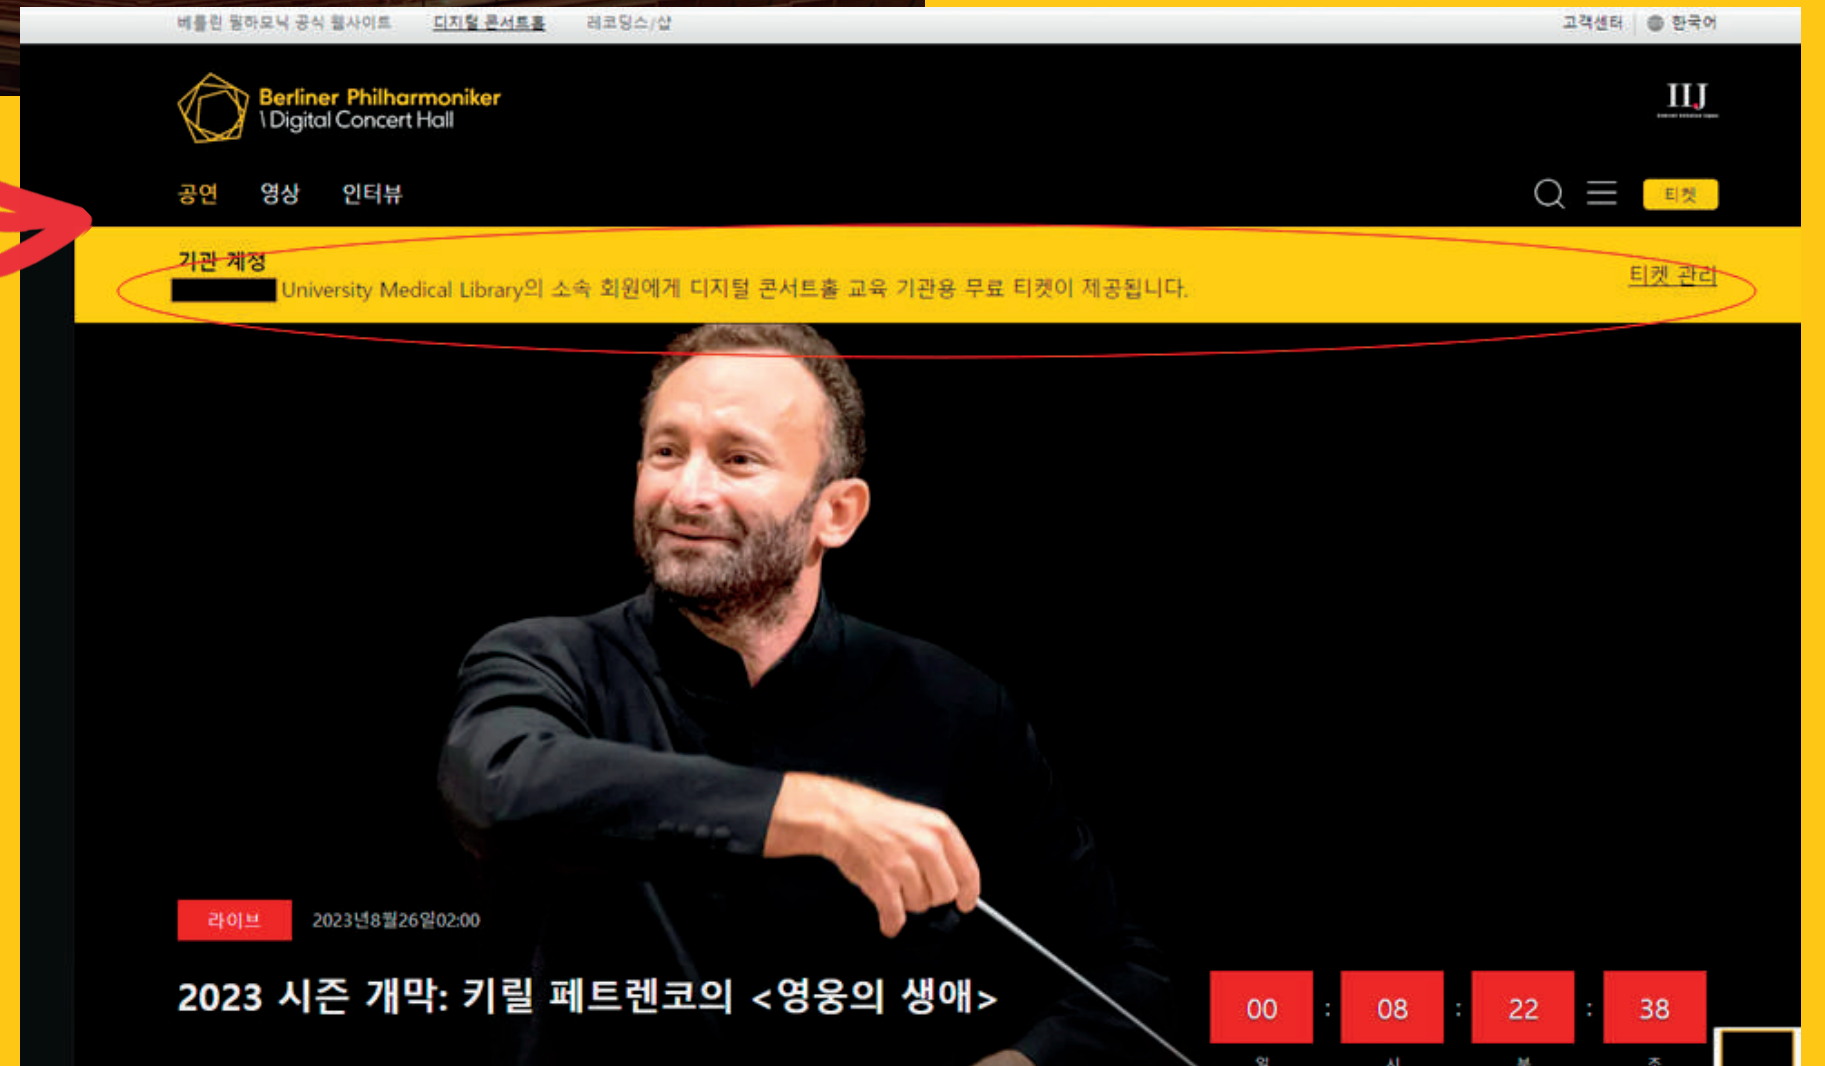 베를린 필하모닉 공식 웹사이트 디지털 콘서트홀 레코딩스/샵 고객센터 한국어
Berliner Philharmoniker
\ Digital Concert Hall
IIJ
공연 영상 인터뷰 티켓
기관 계정
University Medical Library의 소속 회원에게 디지털 콘서트홀 교육 기관용 무료 티켓이 제공됩니다.
티켓 관리
라이브 2023년8월26일02:00
2023 시즌 개막: 키릴 페트렌코의 <영웅의 생애>
00 : 08 : 22 : 38